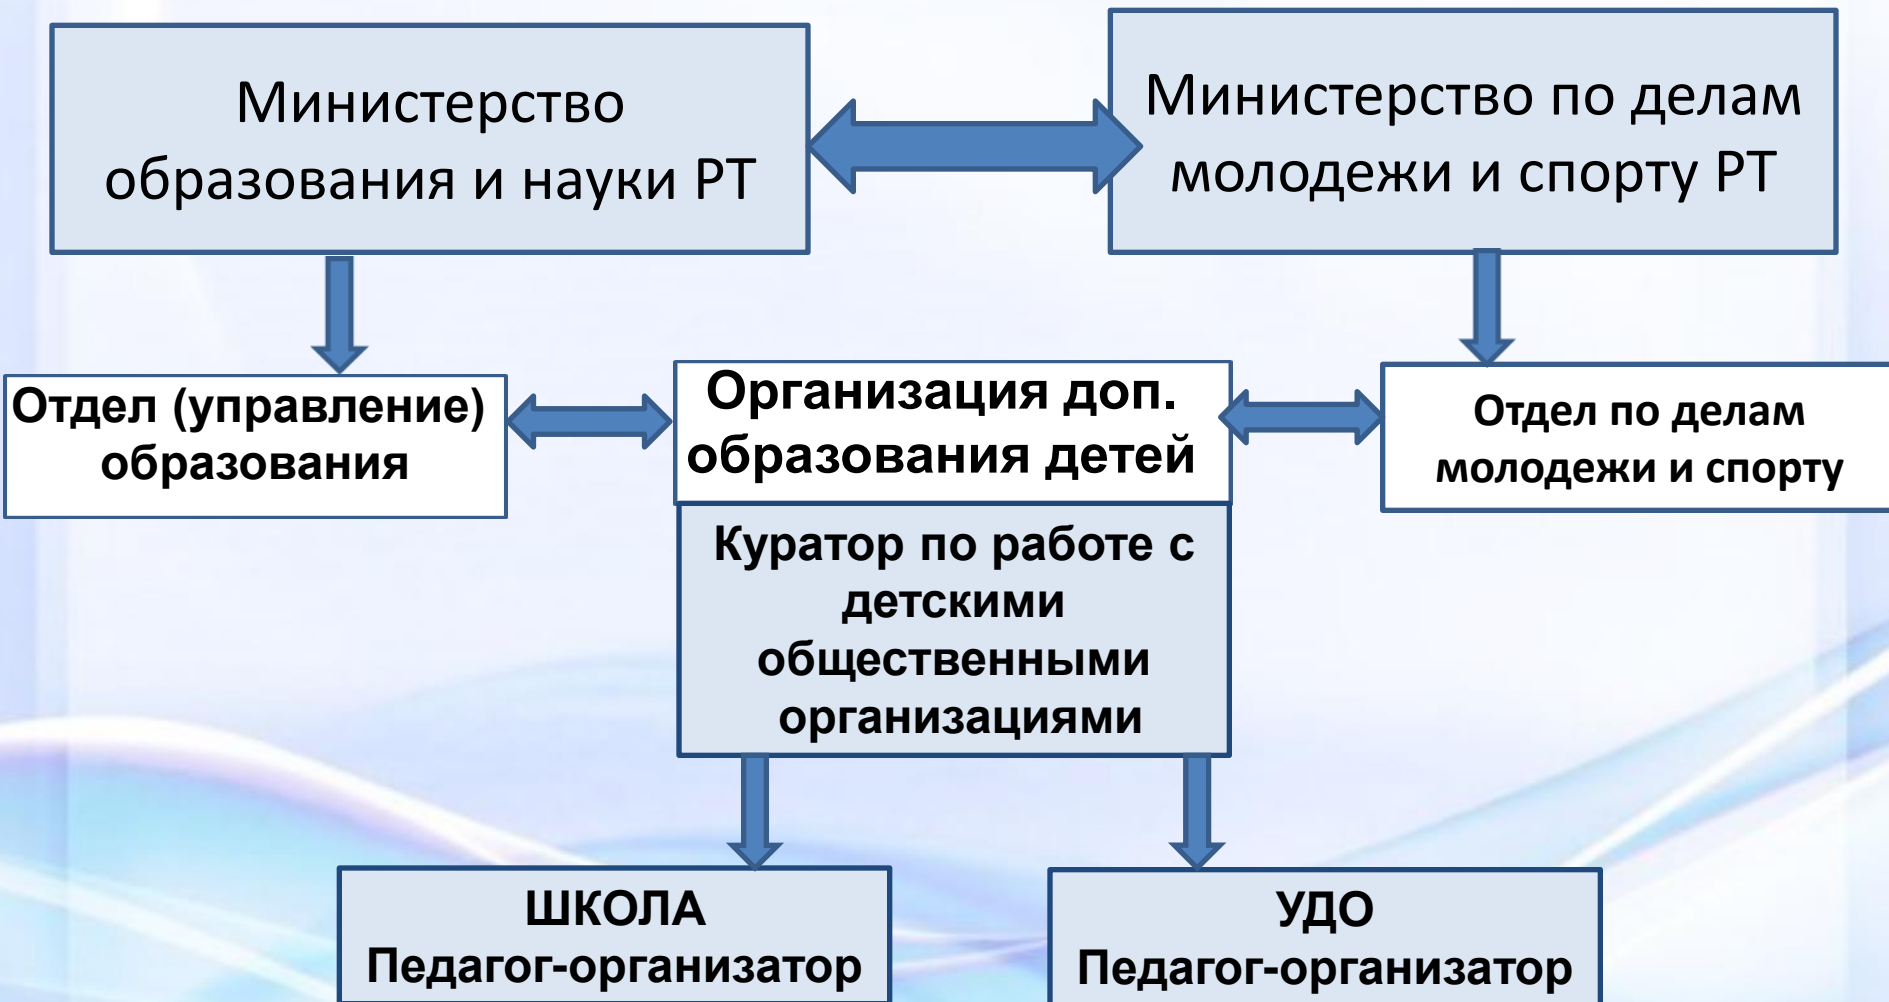 Министерство
образования и науки РТ
Министерство по делам
молодежи и спорту РТ
Отдел (управление)
образования
Организация доп.
образования детей
Отдел по делам
молодежи и спорту
Куратор по работе с
детскими
общественными
организациями
ШКОЛА
Педагог-организатор
УДО
Педагог-организатор